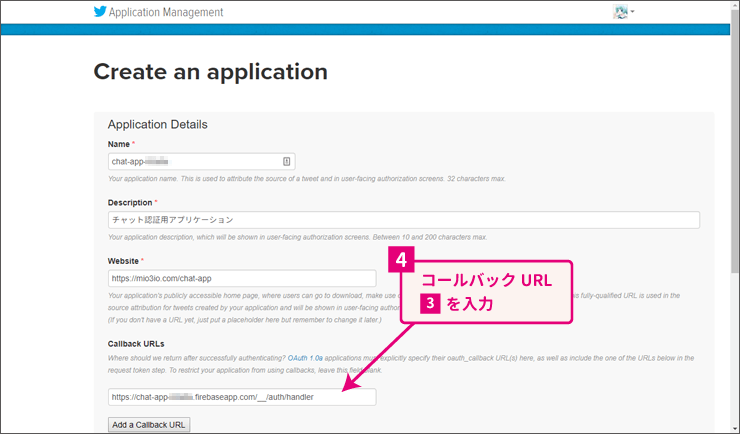 Application Management
Create an application
Application Details
Name *
chat-app-
Your application name. This is used to attribute the source of a tweet and in user-facing authorization screens. 32 characters max.
Description *
チャット認証用アプリケーション
Your application description, which will be shown in user-facing authorization screens. Between 10 and 200 characters max.
Website *
https://mio3io.com/chat-app
Your application's publicly accessible home page, where users can go to download, make use is fully-qualified URL is used in the
source attribution for tweets created by your application and will be shown in user-facing
(If you don't have a URL yet, just put a placeholder here but remember to change it later.)
4
コールバック URL
3 を入力
Callback URLs
Where should we return after successfully authenticating? OAuth 1.0a applications must explicitly specify their oauth_callback URL(s) here, as well as include the one of the URLs below in the
request token step. To restrict your application from using callbacks, leave this field blank.
https://chat-app- .firebaseapp.com/__/auth/handler
Add a Callback URL